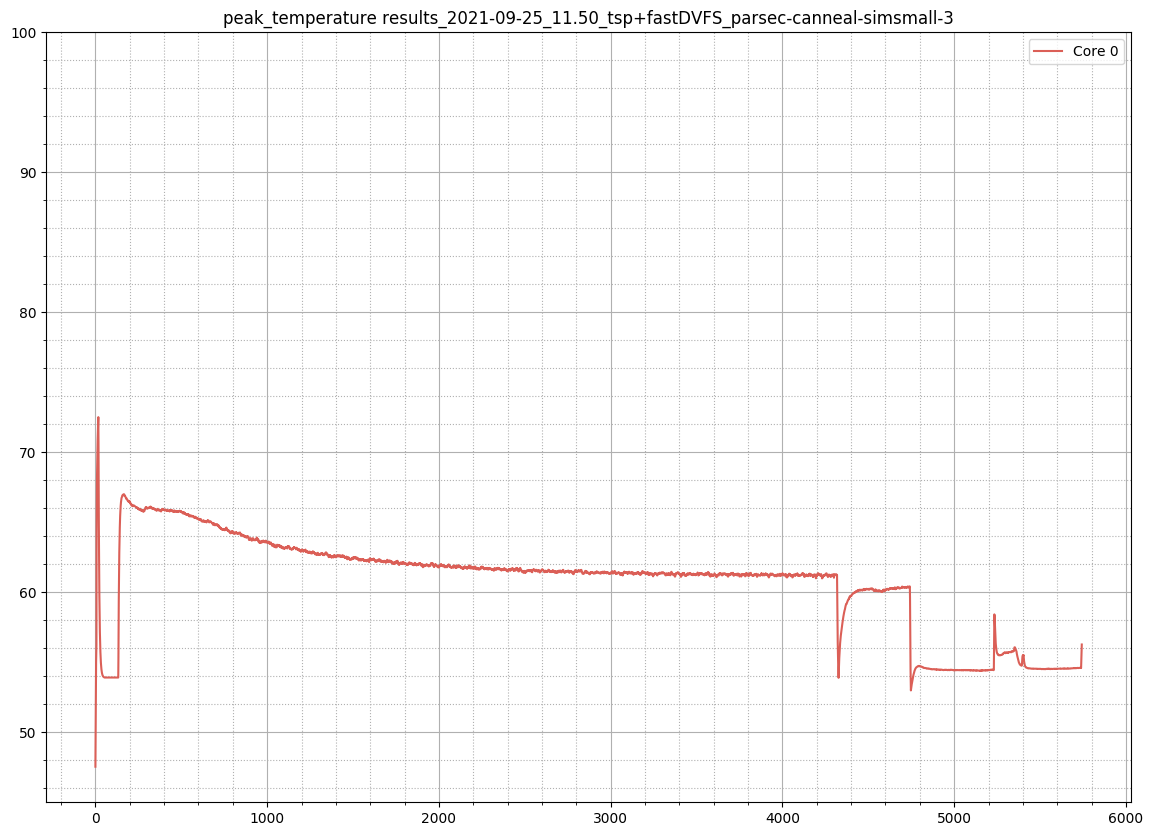 peak_temperature results_2021-09-25_11.50_tsp+fastDVFS_parsec-canneal-simsmall-3
Core 0
100
90
80
70
60
50
0 1000 2000 3000 4000 5000 6000